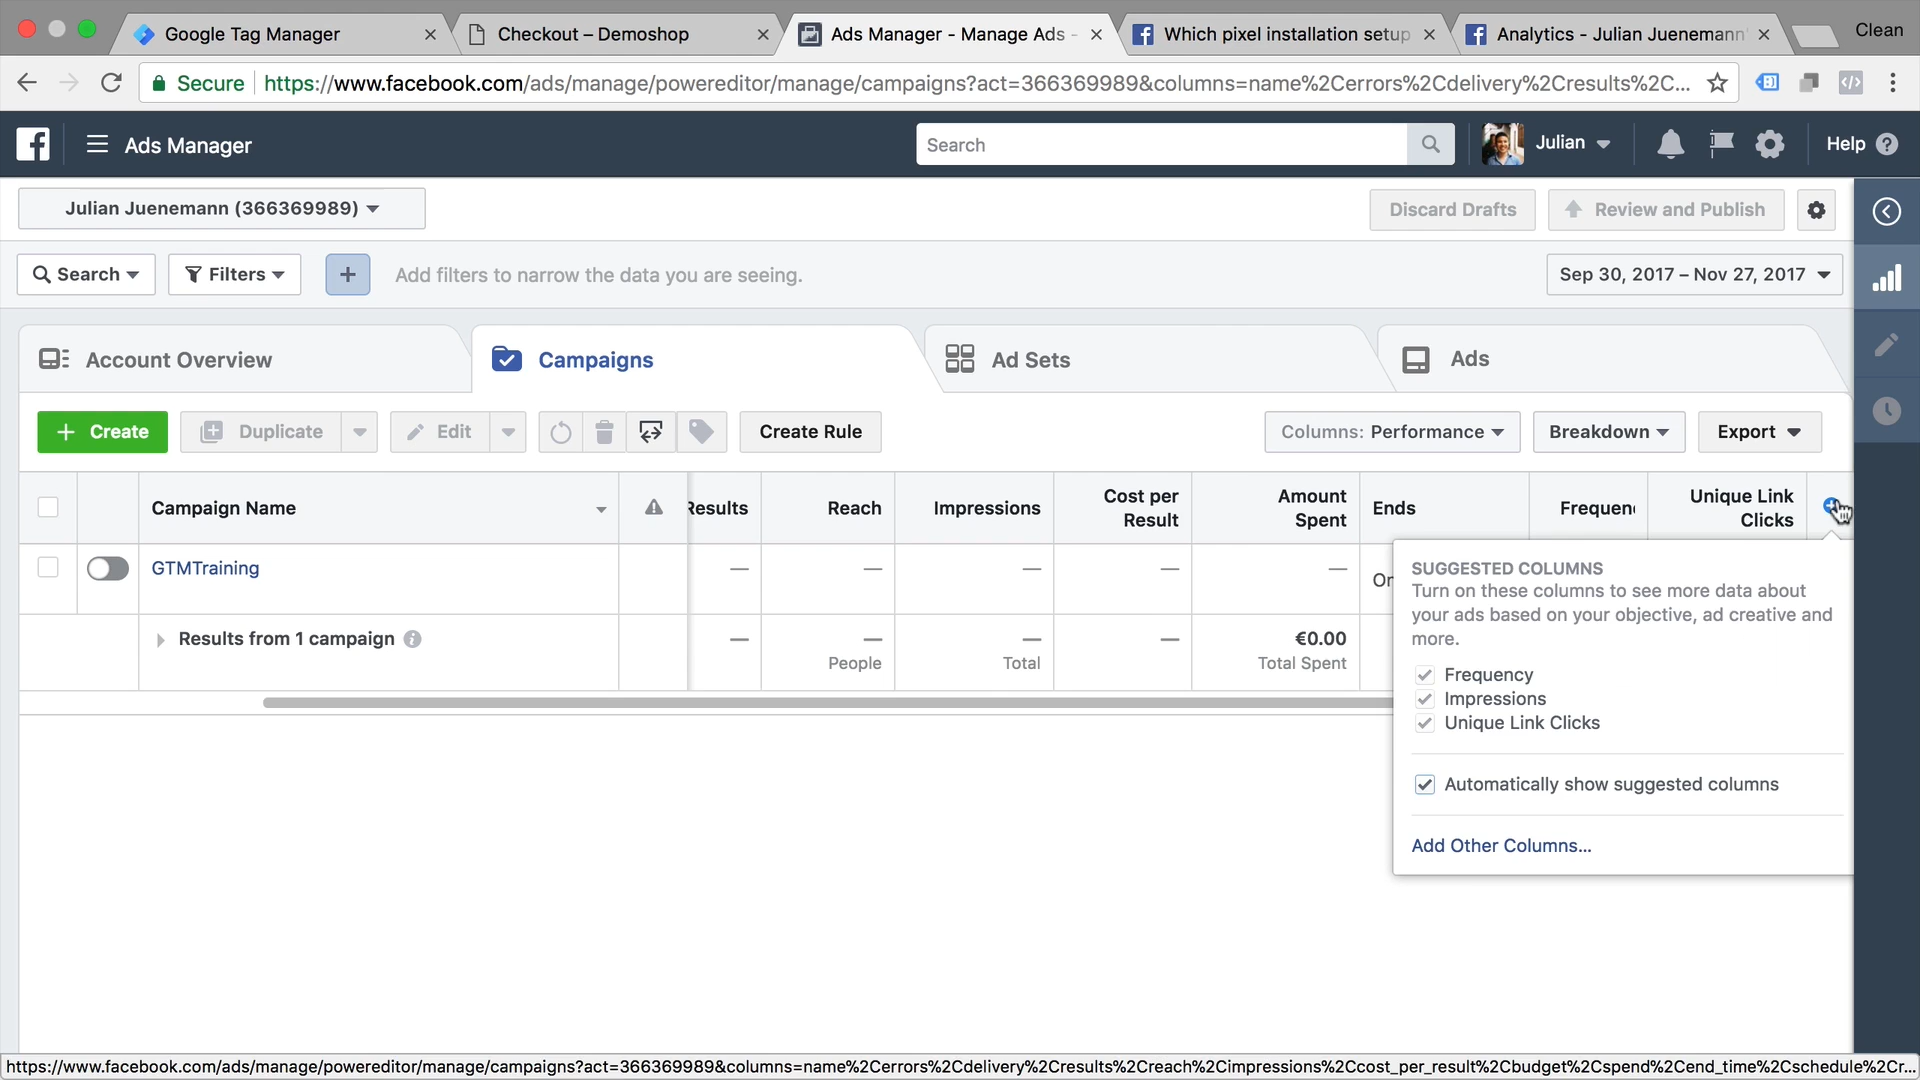 Google Tag Manager
Checkout – Demoshop
Ads Manager - Manage Ads -
Which pixel installation setup
Analytics - Julian Juenemann'
Clean
Secure
https://www.facebook.com/ads/manage/powereditor/manage/campaigns?act=366369989&columns=name%2Cerrors%2Cdelivery%2Cresults%2C...
Ads Manager
Search
Julian
Help
Julian Juenemann (366369989)
Discard Drafts
Review and Publish
Search
Filters
+
Add filters to narrow the data you are seeing.
Sep 30, 2017 – Nov 27, 2017
Account Overview
Campaigns
Ad Sets
Ads
+ Create
Duplicate
Edit
Create Rule
Columns: Performance
Breakdown
Export
Campaign Name
Results
Reach
Impressions
Cost per
Result
Amount
Spent
Ends
Frequen
Unique Link
Clicks
GTMTraining
—
—
—
—
—
On
Results from 1 campaign
—
—
People
—
Total
—
€0.00
Total Spent
SUGGESTED COLUMNS
Turn on these columns to see more data about
your ads based on your objective, ad creative and
more.
Frequency
Impressions
Unique Link Clicks
Automatically show suggested columns
Add Other Columns...
https://www.facebook.com/ads/manage/powereditor/manage/campaigns?act=366369989&columns=name%2Cerrors%2Cdelivery%2Cresults%2Creach%2Cimpressions%2Ccost_per_result%2Cbudget%2Cspend%2Cend_time%2Cschedule%2Cr...